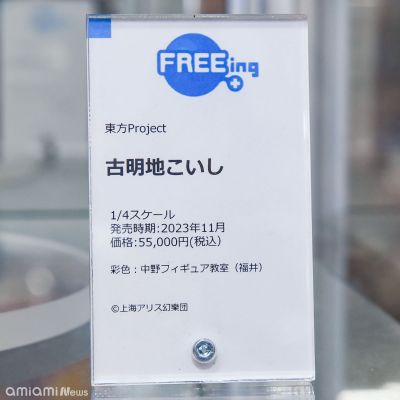 FREEing
東方Project
古明地こいし
1/4スケール
発売時期:2023年11月
価格:55,000円(税込)
彩色：中野フィギュア教室（福井）
©上海アリス幻樂団
amiami News